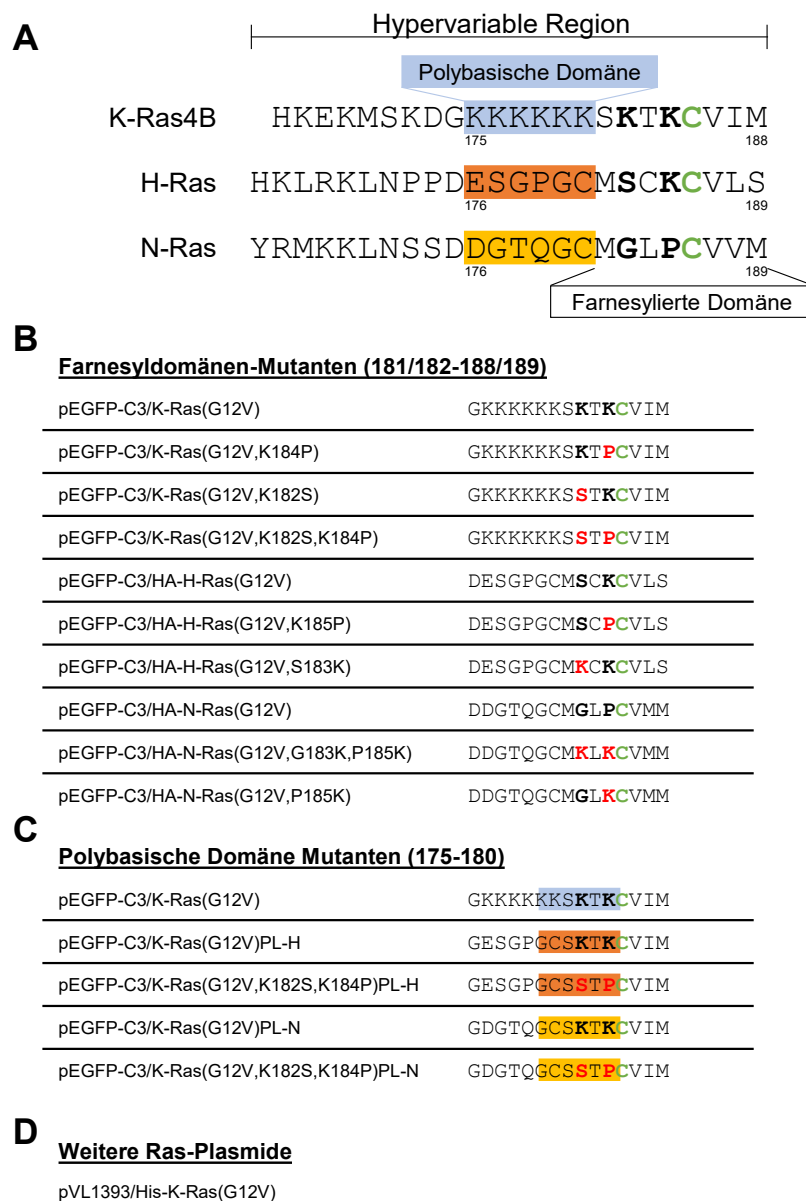 A
Hypervariable Region
Polybasische Domäne
K-Ras4B HKEKMSKDGKKKKKKSKTKCVIM
175 188
H-Ras HKLRKLNPPDESGPGCMSCKCVLS
176 189
N-Ras YRMKKLNSSDDGTQGCMGLPCVVM
176 189
Farnesylierte Domäne
B
Farnesyldomänen-Mutanten (181/182-188/189)
pEGFP-C3/K-Ras(G12V) GKKKKKKSKTKCVIM
pEGFP-C3/K-Ras(G12V,K184P) GKKKKKKSKTPCVIM
pEGFP-C3/K-Ras(G12V,K182S) GKKKKKKSSTKCVIM
pEGFP-C3/K-Ras(G12V,K182S,K184P) GKKKKKKSSTPCVIM
pEGFP-C3/HA-H-Ras(G12V) DESGPGCMSCKCVLS
pEGFP-C3/HA-H-Ras(G12V,K185P) DESGPGCMSCPCVLS
pEGFP-C3/HA-H-Ras(G12V,S183K) DESGPGCMKCKCVLS
pEGFP-C3/HA-N-Ras(G12V) DDGTQGCMGLPCVMM
pEGFP-C3/HA-N-Ras(G12V,G183K,P185K) DDGTQGCMKLKCVMM
pEGFP-C3/HA-N-Ras(G12V,P185K) DDGTQGCMGLKCVMM
C
Polybasische Domäne Mutanten (175-180)
pEGFP-C3/K-Ras(G12V) GKKKKKKSKTKCVIM
pEGFP-C3/K-Ras(G12V)PL-H GESGPGCSKTKCVIM
pEGFP-C3/K-Ras(G12V,K182S,K184P)PL-H GESGPGCSSTPCVIM
pEGFP-C3/K-Ras(G12V)PL-N GDGTQGCSKTKCVIM
pEGFP-C3/K-Ras(G12V,K182S,K184P)PL-N GDGTQGCSSTPCVIM
D
Weitere Ras-Plasmide
pVL1393/His-K-Ras(G12V)